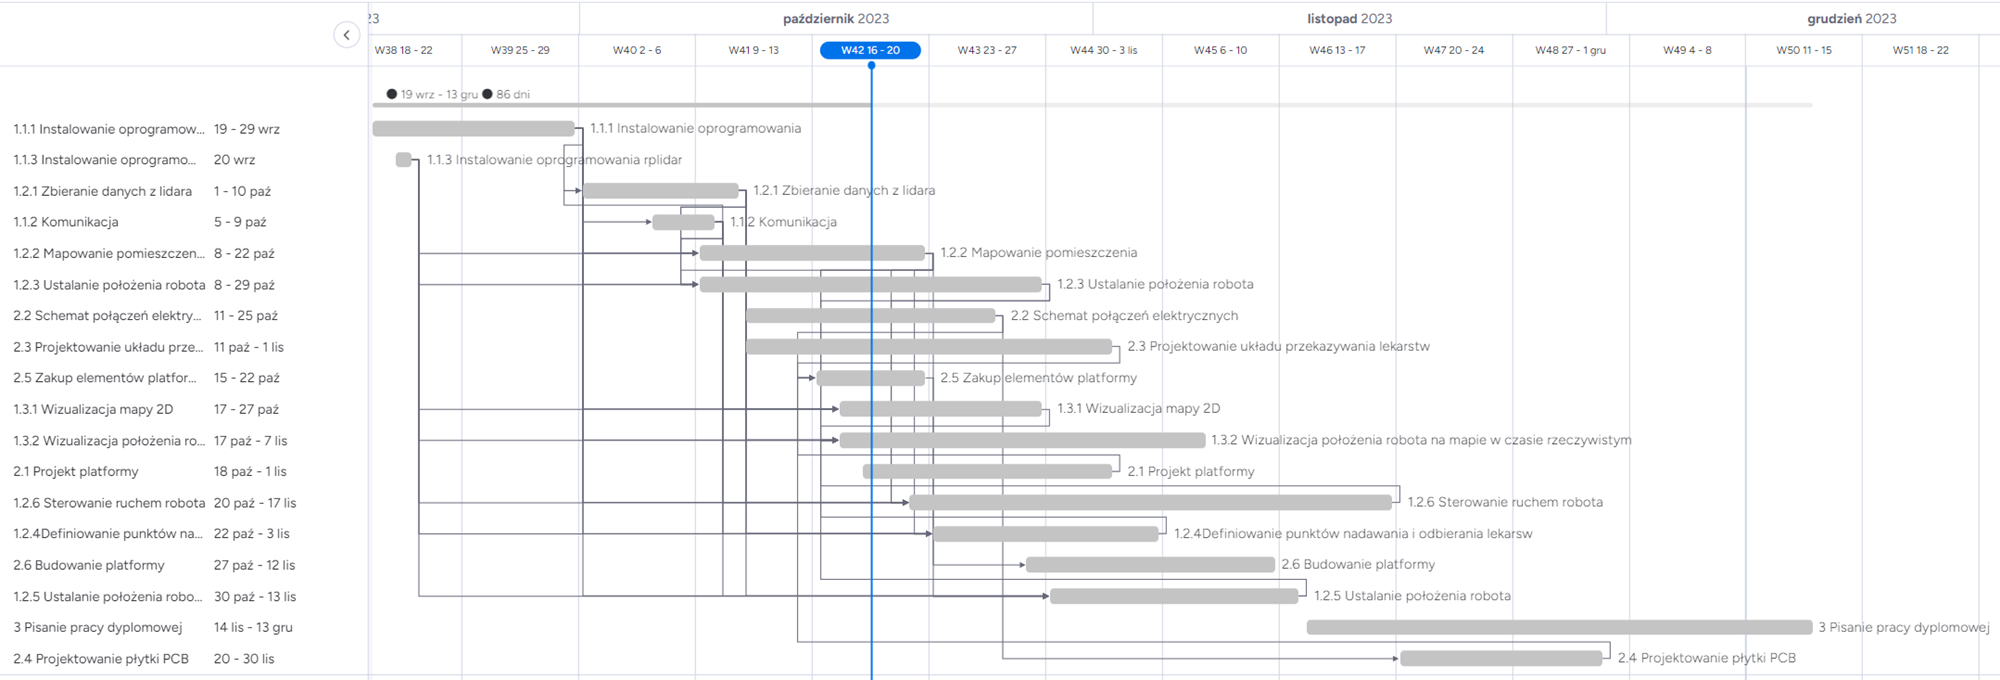 23 październik 2023 listopad 2023 grudzień 2023
W38 18 - 22 W39 25 - 29 W40 2 - 6 W41 9 - 13 W42 16 - 20 W43 23 - 27 W44 30 - 3 lis W45 6 - 10 W46 13 - 17 W47 20 - 24 W48 27 - 1 gru W49 4 - 8 W50 11 - 15 W51 18 - 22
19 wrz - 13 gru 86 dni
1.1.1 Instalowanie oprogramow... 19 - 29 wrz 1.1.1 Instalowanie oprogramowania
1.1.3 Instalowanie oprogramo... 20 wrz 1.1.3 Instalowanie oprogramowania rplidar
1.2.1 Zbieranie danych z lidara 1 - 10 paź 1.2.1 Zbieranie danych z lidara
1.1.2 Komunikacja 5 - 9 paź 1.1.2 Komunikacja
1.2.2 Mapowanie pomieszczen... 8 - 22 paź 1.2.2 Mapowanie pomieszczenia
1.2.3 Ustalanie położenia robota 8 - 29 paź 1.2.3 Ustalanie położenia robota
2.2 Schemat połączeń elektry... 11 - 25 paź 2.2 Schemat połączeń elektrycznych
2.3 Projektowanie układu prze... 11 paź - 1 lis 2.3 Projektowanie układu przekazywania lekarstw
2.5 Zakup elementów platfor... 15 - 22 paź 2.5 Zakup elementów platformy
1.3.1 Wizualizacja mapy 2D 17 - 27 paź 1.3.1 Wizualizacja mapy 2D
1.3.2 Wizualizacja położenia ro... 17 paź - 7 lis 1.3.2 Wizualizacja położenia robota na mapie w czasie rzeczywistym
2.1 Projekt platformy 18 paź - 1 lis 2.1 Projekt platformy
1.2.6 Sterowanie ruchem robota 20 paź - 17 lis 1.2.6 Sterowanie ruchem robota
1.2.4Definiowanie punktów na... 22 paź - 3 lis 1.2.4Definiowanie punktów nadawania i odbierania lekarsw
2.6 Budowanie platformy 27 paź - 12 lis 2.6 Budowanie platformy
1.2.5 Ustalanie położenia robo... 30 paź - 13 lis 1.2.5 Ustalanie położenia robota
3 Pisanie pracy dyplomowej 14 lis - 13 gru 3 Pisanie pracy dyplomowej
2.4 Projektowanie płytki PCB 20 - 30 lis 2.4 Projektowanie płytki PCB